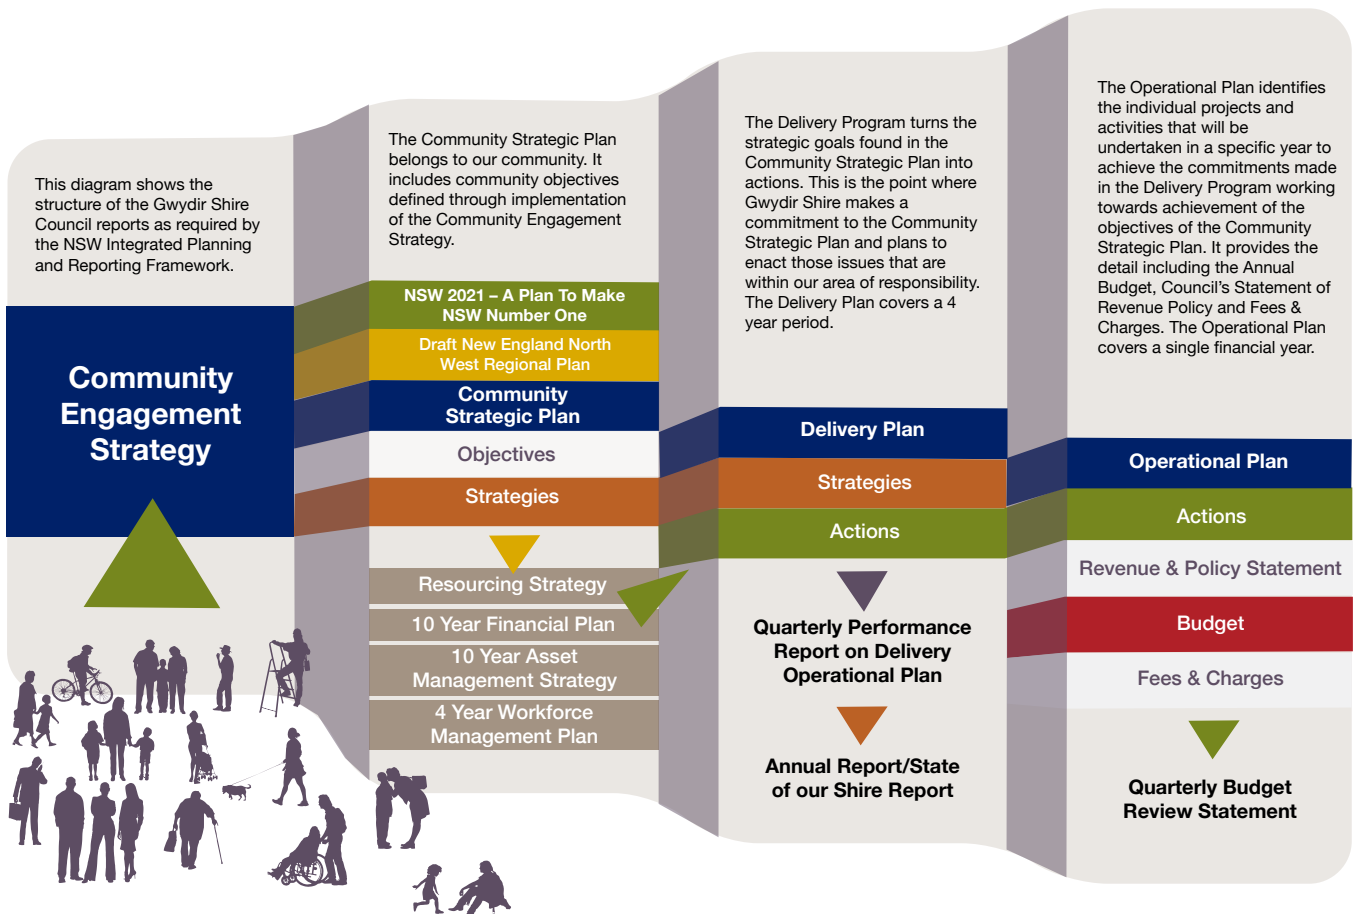 This diagram shows the
structure of the Gwydir Shire
Council reports as required by
the NSW Integrated Planning
and Reporting Framework.
Community
Engagement
Strategy
The Community Strategic Plan
belongs to our community. It
includes community objectives
defined through implementation
of the Community Engagement
Strategy.
NSW 2021 – A Plan To Make
NSW Number One
Draft New England North
West Regional Plan
Community
Strategic Plan
Objectives
Strategies
Resourcing Strategy
10 Year Financial Plan
10 Year Asset
Management Strategy
4 Year Workforce
Management Plan
The Delivery Program turns the
strategic goals found in the
Community Strategic Plan into
actions. This is the point where
Gwydir Shire makes a
commitment to the Community
Strategic Plan and plans to
enact those issues that are
within our area of responsibility.
The Delivery Plan covers a 4
year period.
Delivery Plan
Strategies
Actions
Quarterly Performance
Report on Delivery
Operational Plan
Annual Report/State
of our Shire Report
The Operational Plan identifies
the individual projects and
activities that will be
undertaken in a specific year to
achieve the commitments made
in the Delivery Program working
towards achievement of the
objectives of the Community
Strategic Plan. It provides the
detail including the Annual
Budget, Council's Statement of
Revenue Policy and Fees &
Charges. The Operational Plan
covers a single financial year.
Operational Plan
Actions
Revenue & Policy Statement
Budget
Fees & Charges
Quarterly Budget
Review Statement